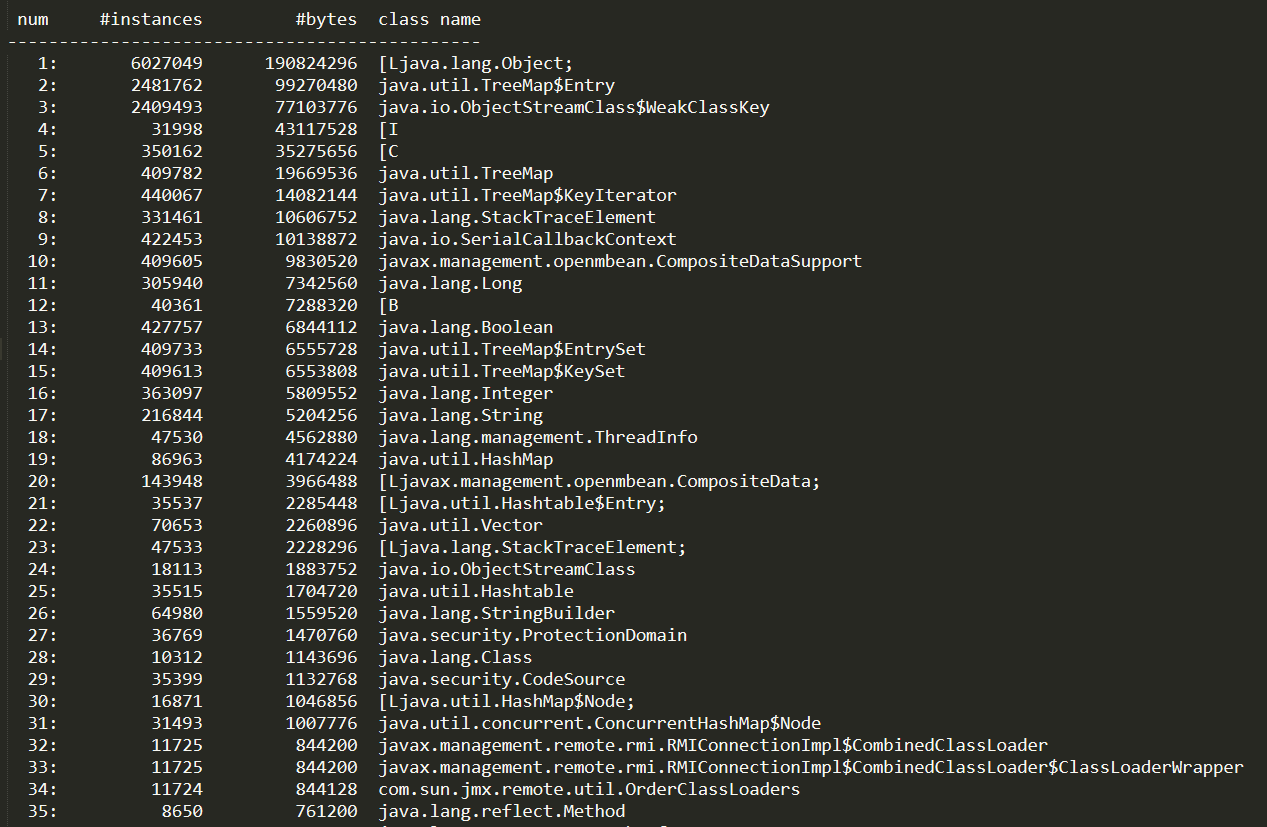 num #instances #bytes class name
----------------------------------------------
1: 6027049 190824296 [Ljava.lang.Object;
2: 2481762 99270480 java.util.TreeMap$Entry
3: 2409493 77103776 java.io.ObjectStreamClass$WeakClassKey
4: 31998 43117528 [I
5: 350162 35275656 [C
6: 409782 19669536 java.util.TreeMap
7: 440067 14082144 java.util.TreeMap$KeyIterator
8: 331461 10606752 java.lang.StackTraceElement
9: 422453 10138872 java.io.SerialCallbackContext
10: 409605 9830520 javax.management.openmbean.CompositeDataSupport
11: 305940 7342560 java.lang.Long
12: 40361 7288320 [B
13: 427757 6844112 java.lang.Boolean
14: 409733 6555728 java.util.TreeMap$EntrySet
15: 409613 6553808 java.util.TreeMap$KeySet
16: 363097 5809552 java.lang.Integer
17: 216844 5204256 java.lang.String
18: 47530 4562880 java.lang.management.ThreadInfo
19: 86963 4174224 java.util.HashMap
20: 143948 3966488 [Ljavax.management.openmbean.CompositeData;
21: 35537 2285448 [Ljava.util.Hashtable$Entry;
22: 70653 2260896 java.util.Vector
23: 47533 2228296 [Ljava.lang.StackTraceElement;
24: 18113 1883752 java.io.ObjectStreamClass
25: 35515 1704720 java.util.Hashtable
26: 64980 1559520 java.lang.StringBuilder
27: 36769 1470760 java.security.ProtectionDomain
28: 10312 1143696 java.lang.Class
29: 35399 1132768 java.security.CodeSource
30: 16871 1046856 [Ljava.util.HashMap$Node;
31: 31493 1007776 java.util.concurrent.ConcurrentHashMap$Node
32: 11725 844200 javax.management.remote.rmi.RMIConnectionImpl$CombinedClassLoader
33: 11725 844200 javax.management.remote.rmi.RMIConnectionImpl$CombinedClassLoader$ClassLoaderWrapper
34: 11724 844128 com.sun.jmx.remote.util.OrderClassLoaders
35: 8650 761200 java.lang.reflect.Method